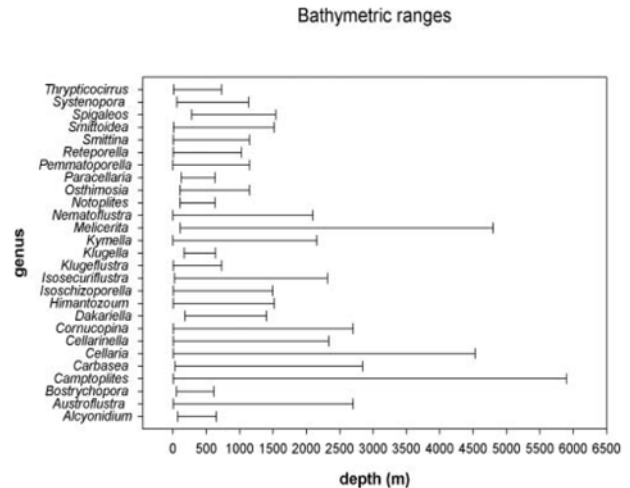 Bathymetric ranges
Thrypticocirrus
Systenopora
Spigaleos
Smittoidea
Smittina
Reteporella
Pemmatoporella
Paracellaria
Osthimosia
Notoplites
Nematoflustra
Melicerita
Kymella
Klugella
Klugeflustra
Isosecuriflustra
Isoschizoporella
Himantozoum
Dakariella
Cornucopina
Cellarinella
Cellaria
Carbasea
Camptoplites
Bostrychopora
Austroflustra
Alcyonidium
genus
0 500 1000 1500 2000 2500 3000 3500 4000 4500 5000 5500 6000 6500
depth (m)